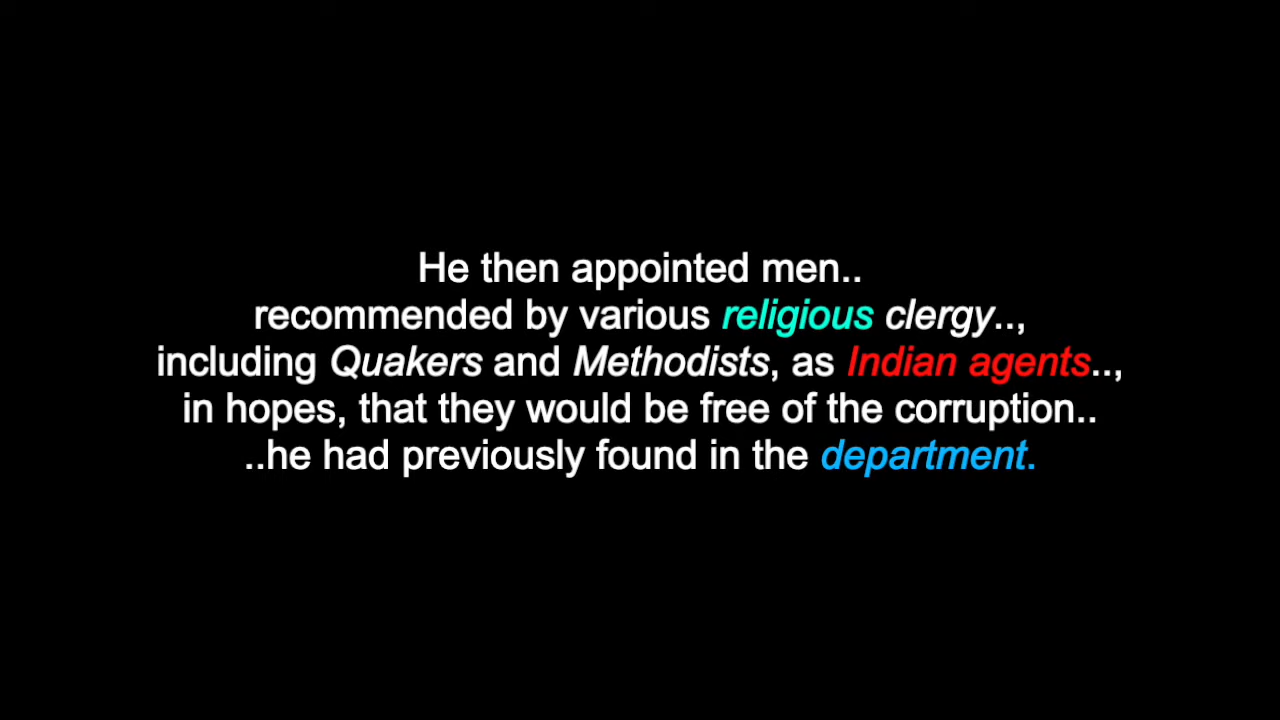 He then appointed men..
recommended by various religious clergy..,
including Quakers and Methodists, as Indian agents..,
in hopes, that they would be free of the corruption..
..he had previously found in the department.